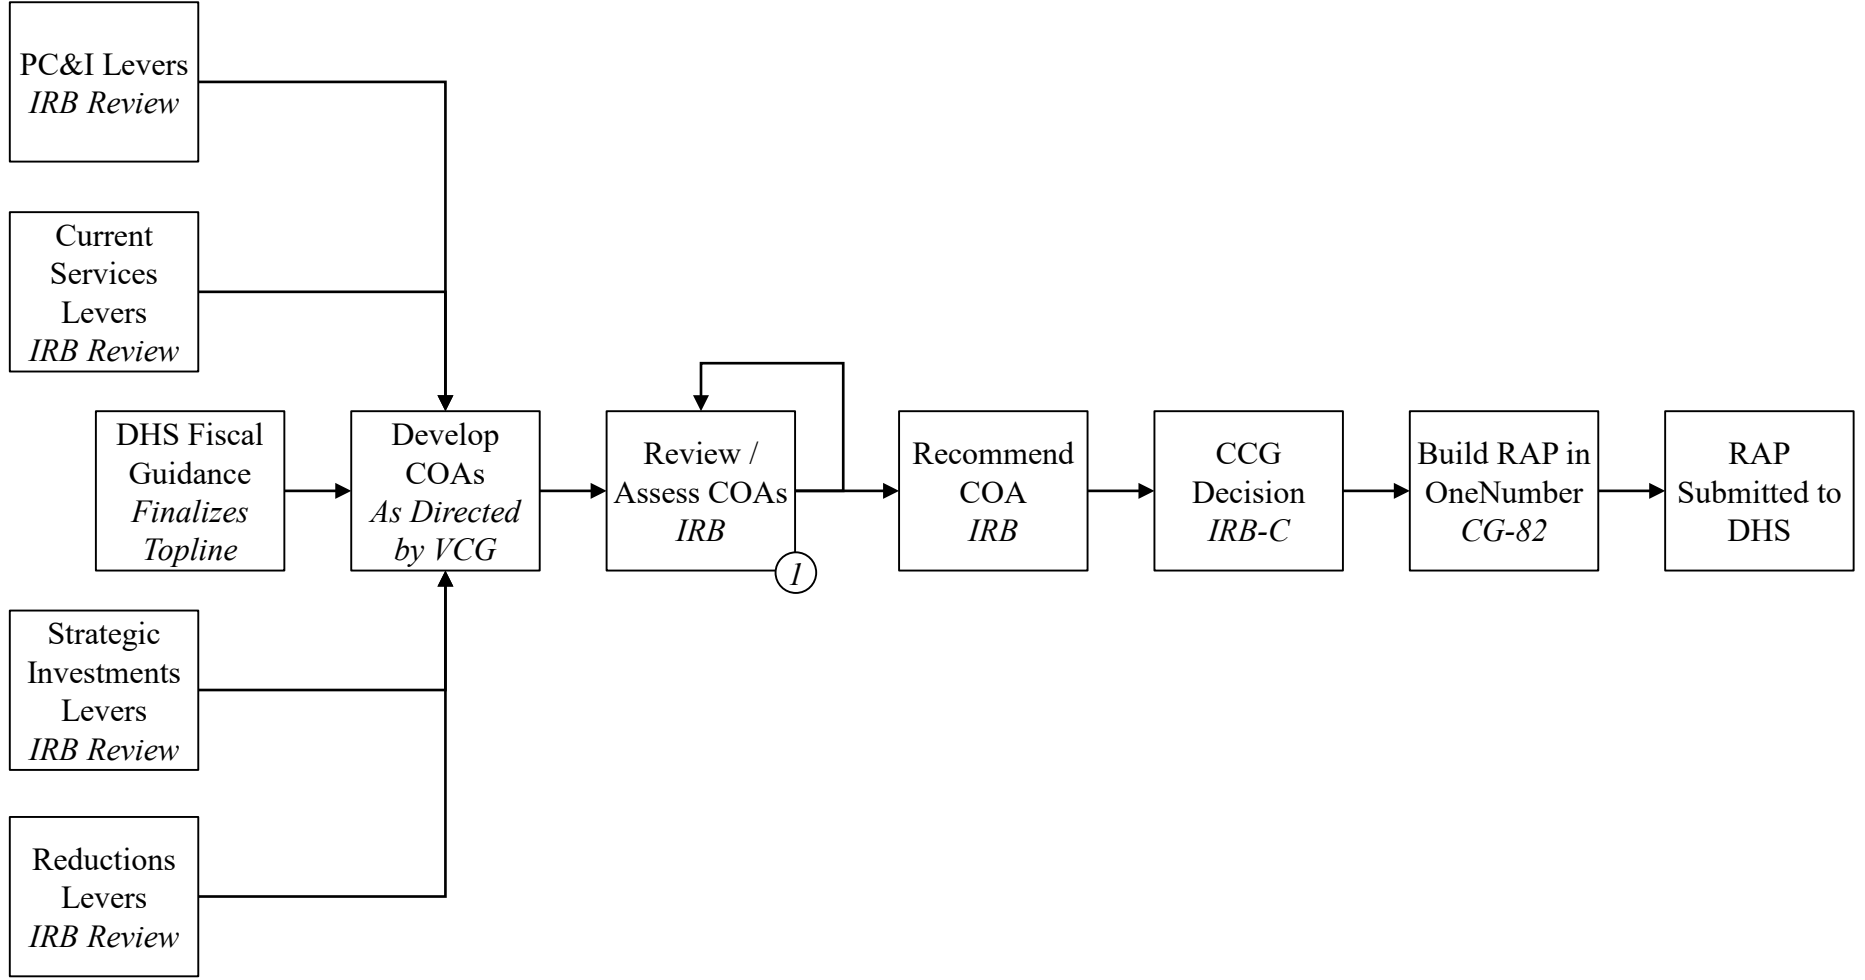 PC&I Levers
IRB Review
Current
Services
Levers
IRB Review
DHS Fiscal
Guidance
Finalizes
Topline
Develop
COAs
As Directed
by VCG
Review /
Assess COAs
IRB
1
Recommend
COA
IRB
CCG
Decision
IRB-C
Build RAP in
OneNumber
CG-82
RAP
Submitted to
DHS
Strategic
Investments
Levers
IRB Review
Reductions
Levers
IRB Review